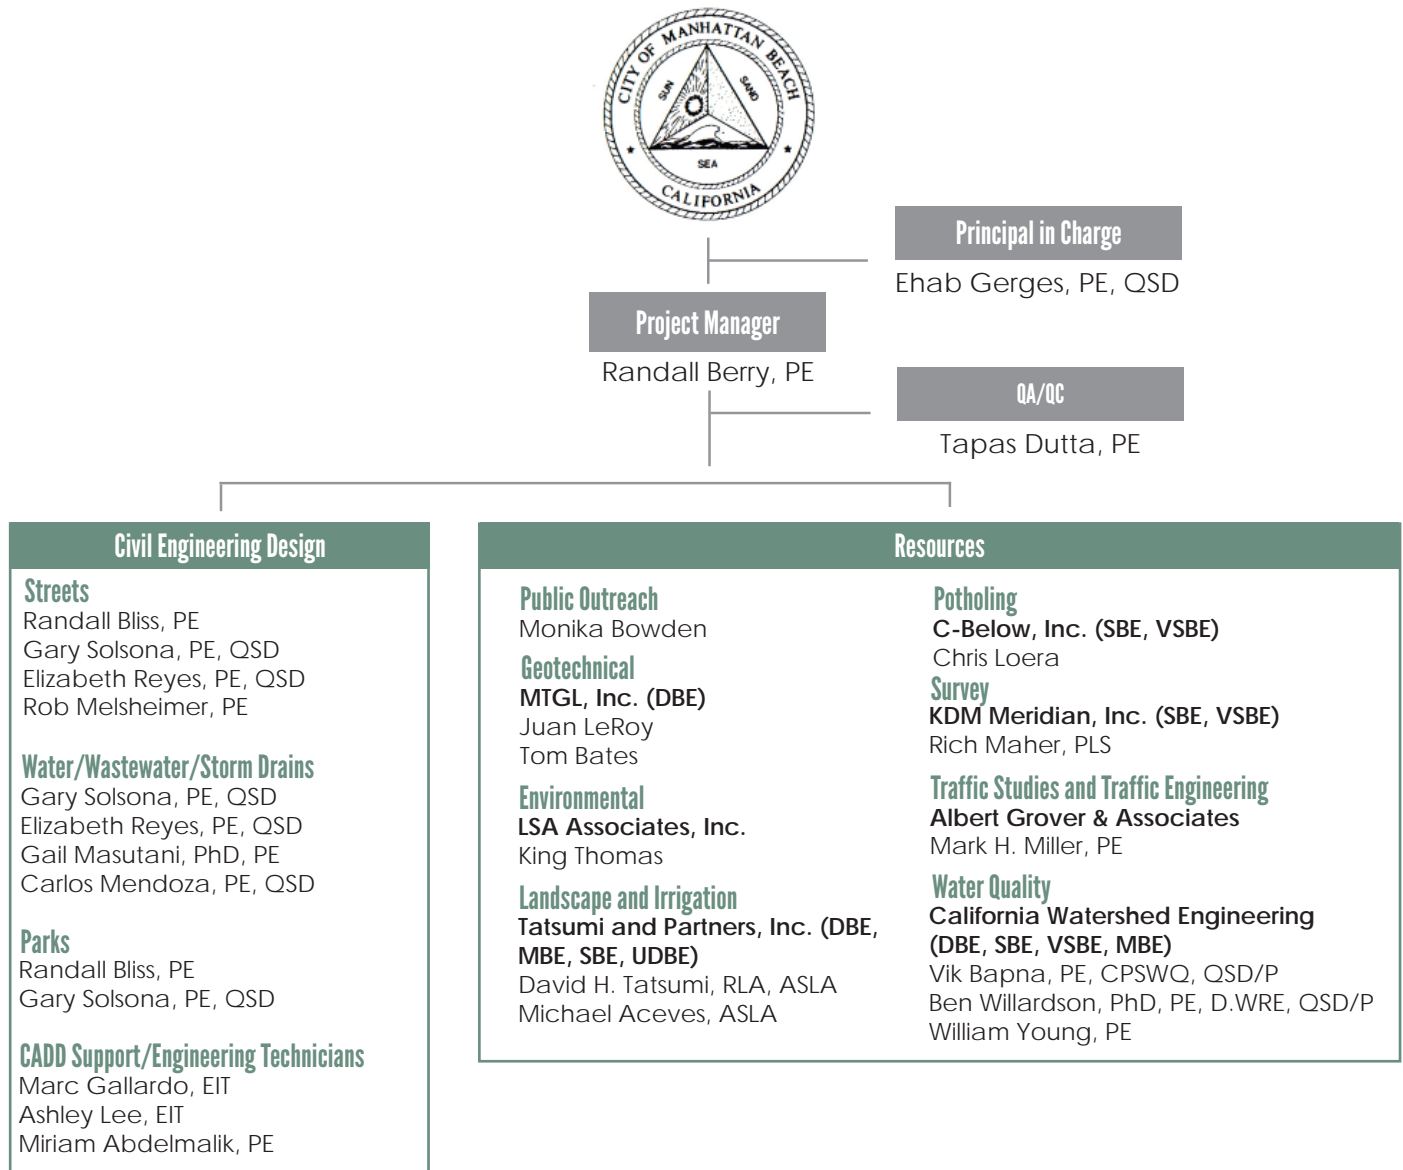 CITY OF MANHATTAN BEACH
SUN
SAND
SEA
CALIFORNIA
Principal in Charge
Ehab Gerges, PE, QSD
Project Manager
Randall Berry, PE
QA/QC
Tapas Dutta, PE
Civil Engineering Design
Streets
Randall Bliss, PE
Gary Solsona, PE, QSD
Elizabeth Reyes, PE, QSD
Rob Melsheimer, PE
Water/Wastewater/Storm Drains
Gary Solsona, PE, QSD
Elizabeth Reyes, PE, QSD
Gail Masutani, PhD, PE
Carlos Mendoza, PE, QSD
Parks
Randall Bliss, PE
Gary Solsona, PE, QSD
CADD Support/Engineering Technicians
Marc Gallardo, EIT
Ashley Lee, EIT
Miriam Abdelmalik, PE
Resources
Public Outreach
Monika Bowden
Geotechnical
MTGL, Inc. (DBE)
Juan LeRoy
Tom Bates
Environmental
LSA Associates, Inc.
King Thomas
Landscape and Irrigation
Tatsumi and Partners, Inc. (DBE,
MBE, SBE, UDBE)
David H. Tatsumi, RLA, ASLA
Michael Aceves, ASLA
Potholing
C-Below, Inc. (SBE, VSBE)
Chris Loera
Survey
KDM Meridian, Inc. (SBE, VSBE)
Rich Maher, PLS
Traffic Studies and Traffic Engineering
Albert Grover & Associates
Mark H. Miller, PE
Water Quality
California Watershed Engineering
(DBE, SBE, VSBE, MBE)
Vik Bapna, PE, CPSWQ, QSD/P
Ben Willardson, PhD, PE, D.WRE, QSD/P
William Young, PE